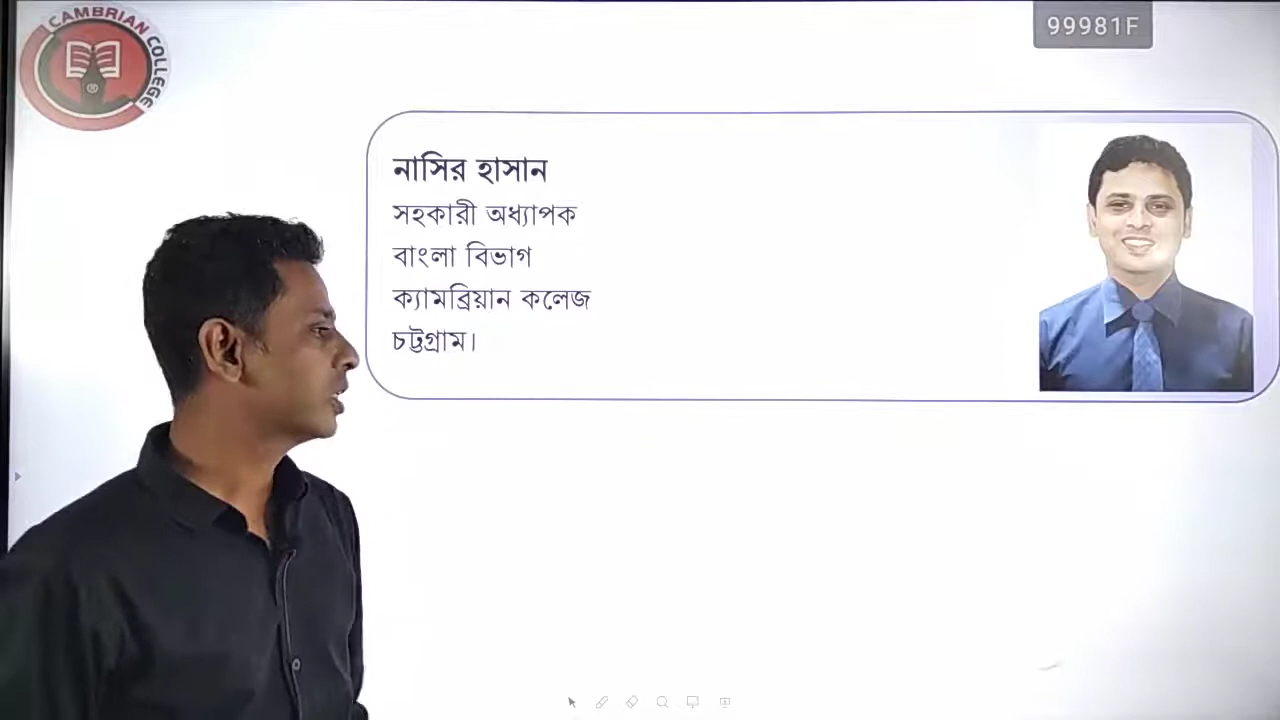 CAMBRIAN COLLEGE
99981F
নাসির হাসান
সহকারী অধ্যাপক
বাংলা বিভাগ
ক্যামব্রিয়ান কলেজ
চট্টগ্রাম।